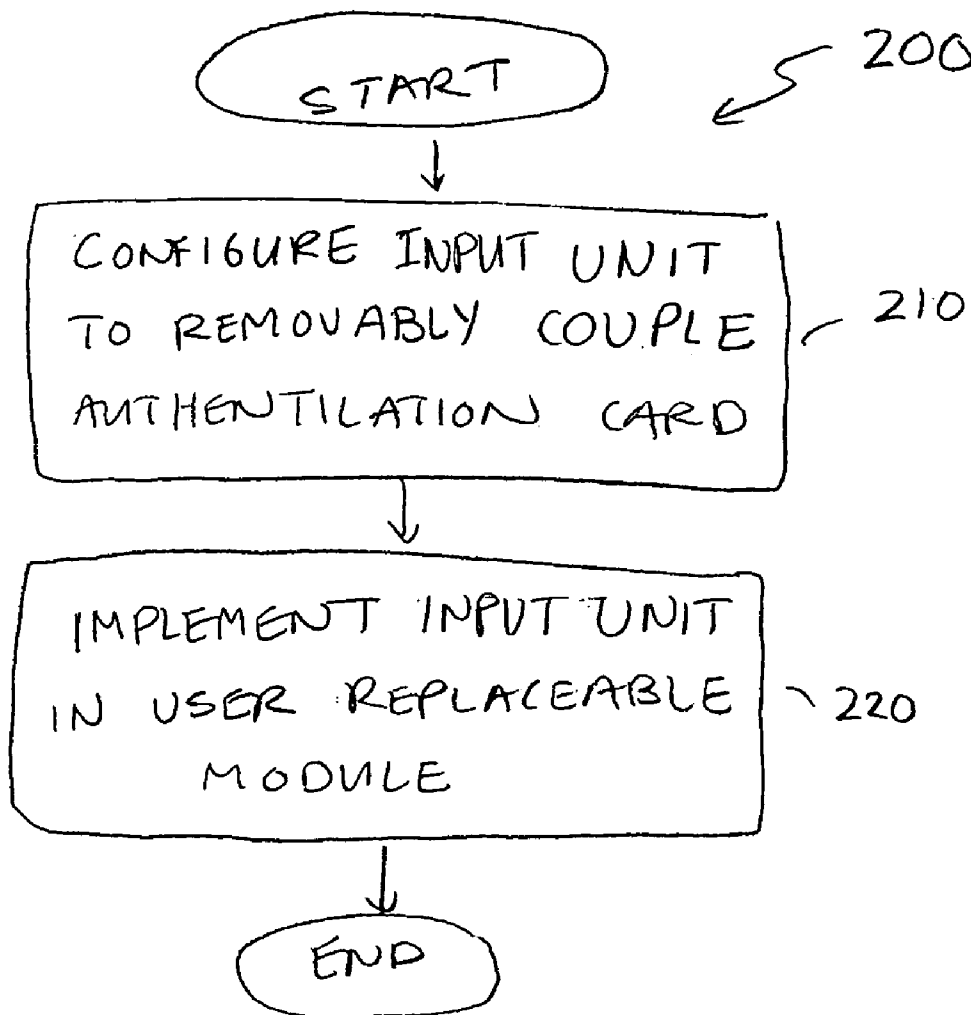 START
200
CONFIGURE INPUT UNIT
TO REMOVABLY COUPLE
AUTHENTILATION CARD
210
IMPLEMENT INPUT UNIT
IN USER REPLACEABLE
MODULE
220
END